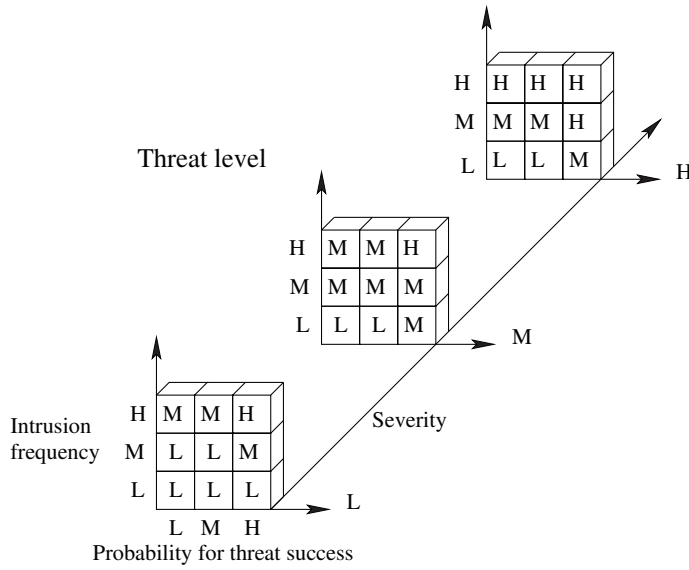 H H H H
M M M H
L L L M
H
Threat level
H M M H
M M M M
L L L M
M
Severity
Intrusion
frequency
H M M H
M L L M
L L L L
L
L M H
Probability for threat success